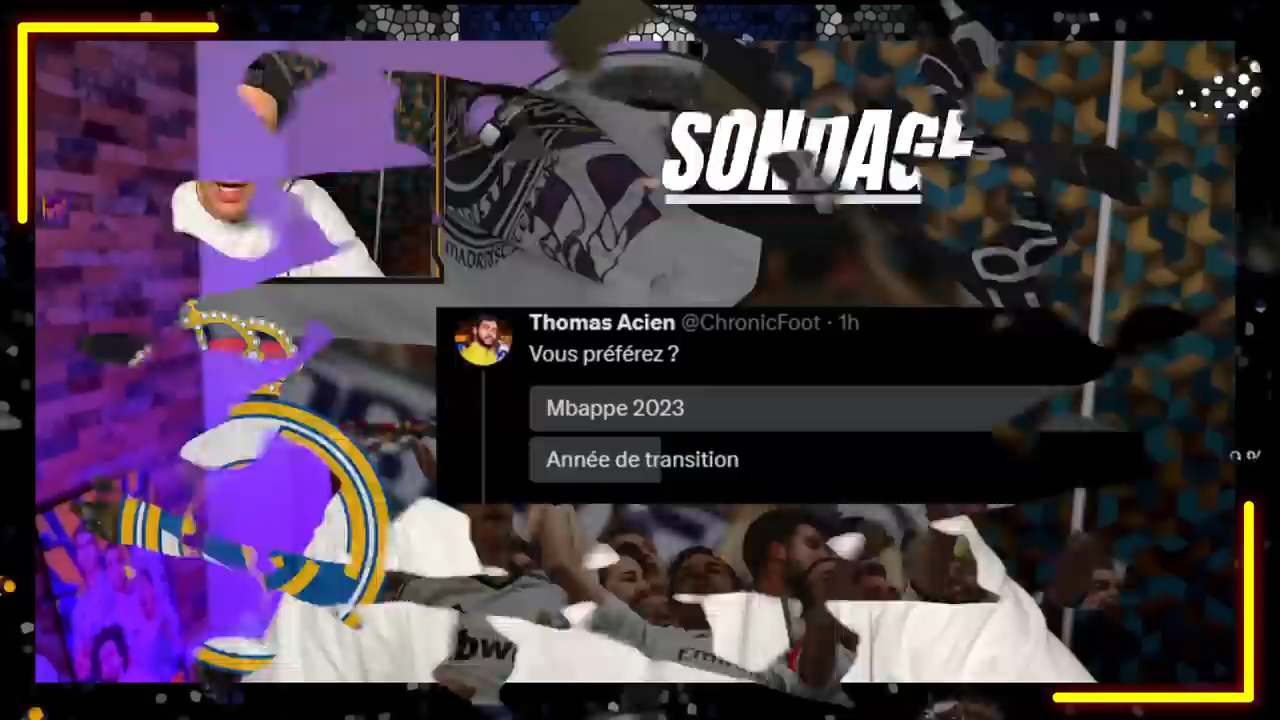 SONDAGE
Thomas Acien @ChronicFoot · 1h
Vous préférez ?
Mbappe 2023
Année de transition